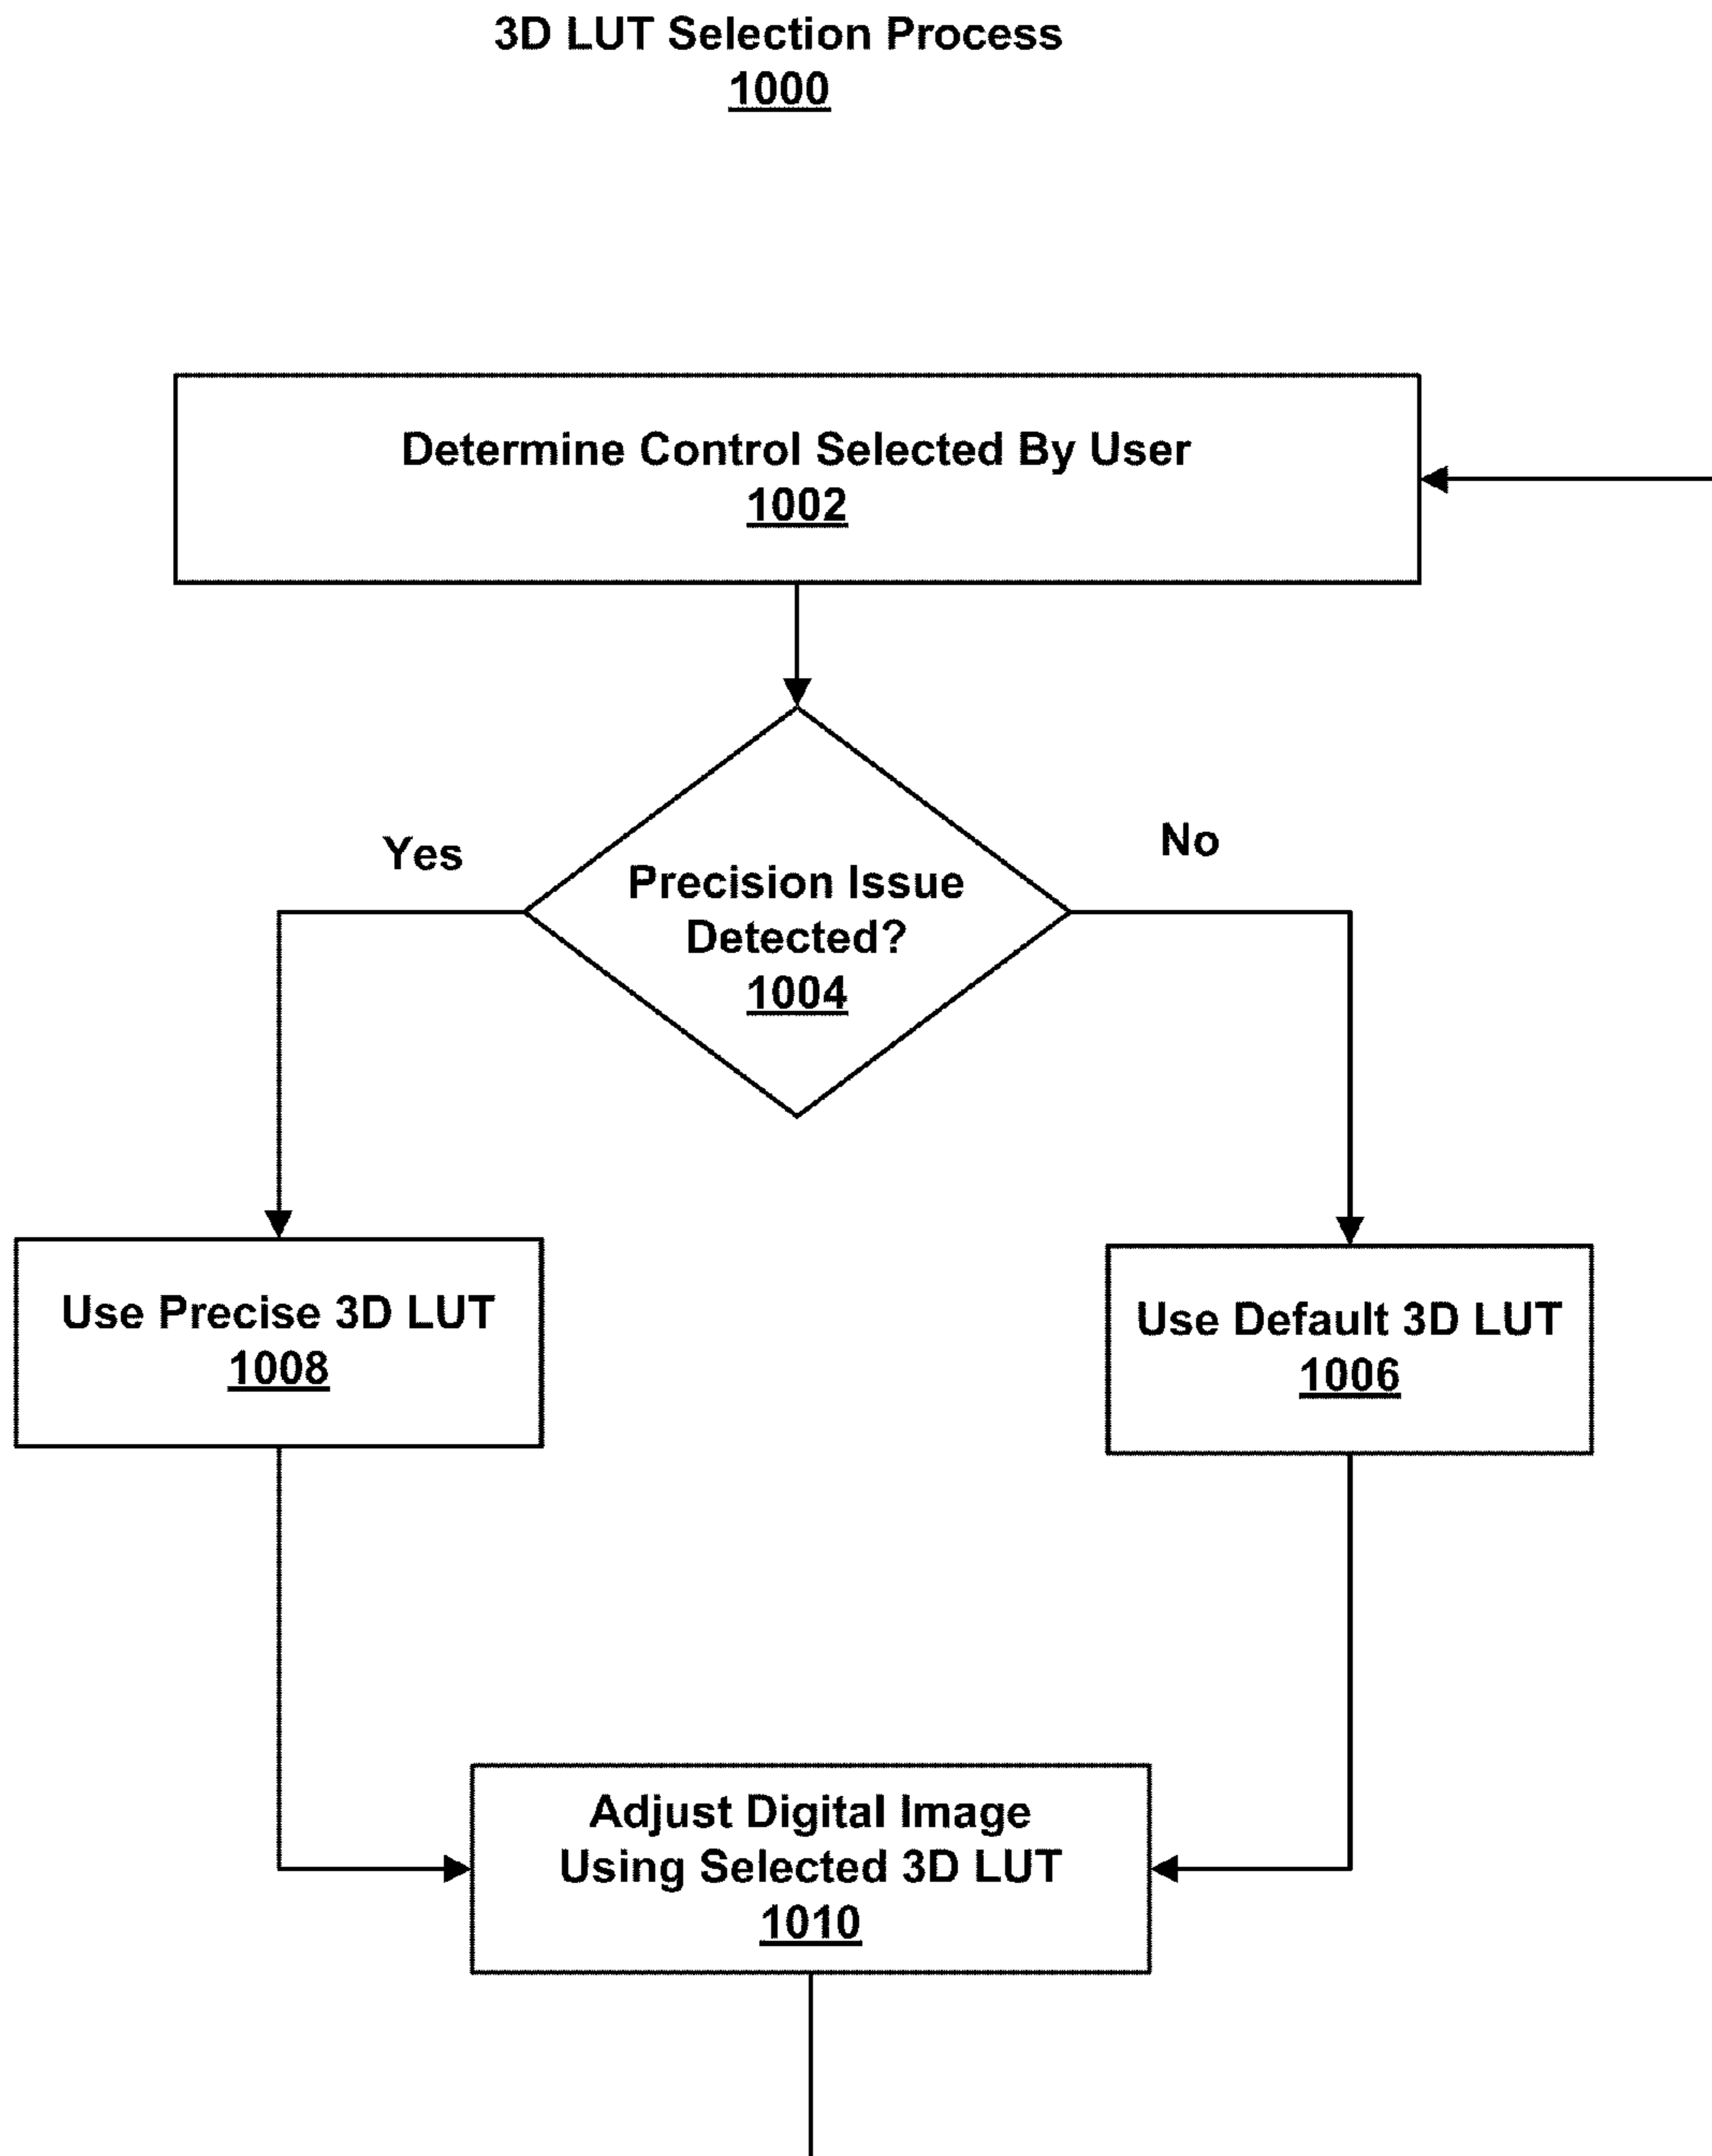 3D LUT Selection Process
1000
Determine Control Selected By User
1002
Yes
No
Precision Issue
Detected?
1004
Use Precise 3D LUT
1008
Use Default 3D LUT
1006
Adjust Digital Image
Using Selected 3D LUT
1010